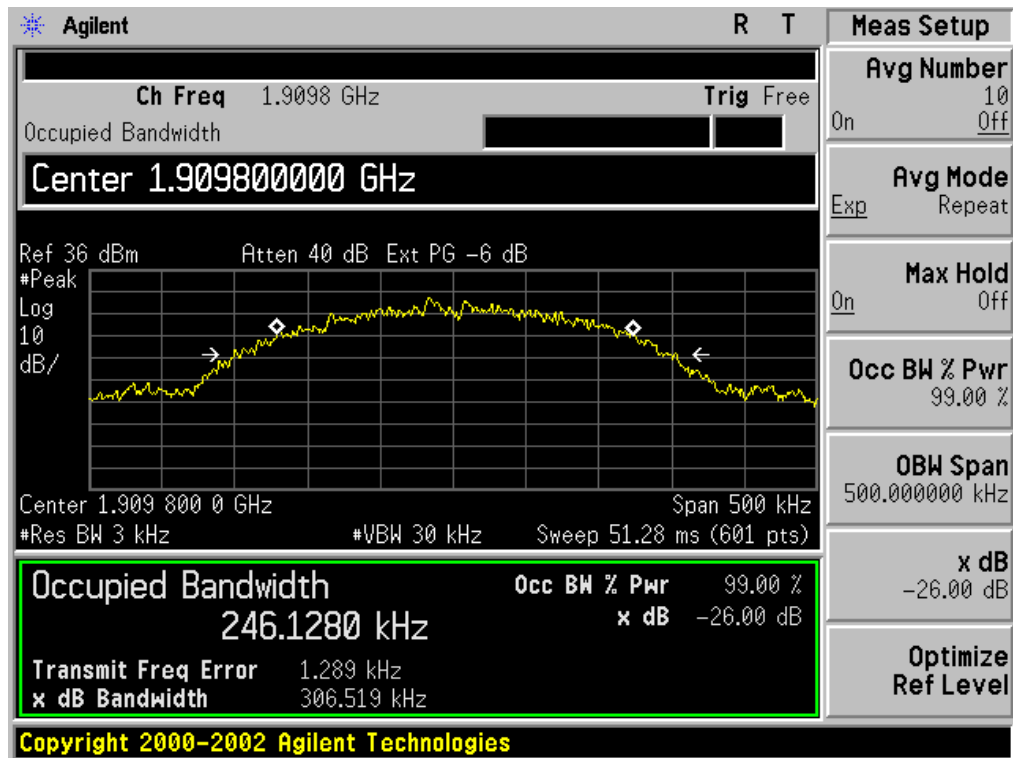 Agilent R T
Ch Freq 1.9098 GHz Trig Free
Occupied Bandwidth
Center 1.909800000 GHz
Ref 36 dBm Atten 40 dB Ext PG -6 dB
#Peak
Log
10
dB/
Center 1.909 800 0 GHz Span 500 kHz
#Res BW 3 kHz #VBW 30 kHz Sweep 51.28 ms (601 pts)
Occupied Bandwidth
246.1280 kHz
Occ BW % Pwr 99.00 %
x dB -26.00 dB
Transmit Freq Error 1.289 kHz
x dB Bandwidth 306.519 kHz
Copyright 2000-2002 Agilent Technologies
Meas Setup
Avg Number
10
On Off
Avg Mode
Exp Repeat
Max Hold
On Off
Occ BW % Pwr
99.00 %
OBW Span
500.000000 kHz
x dB
-26.00 dB
Optimize
Ref Level